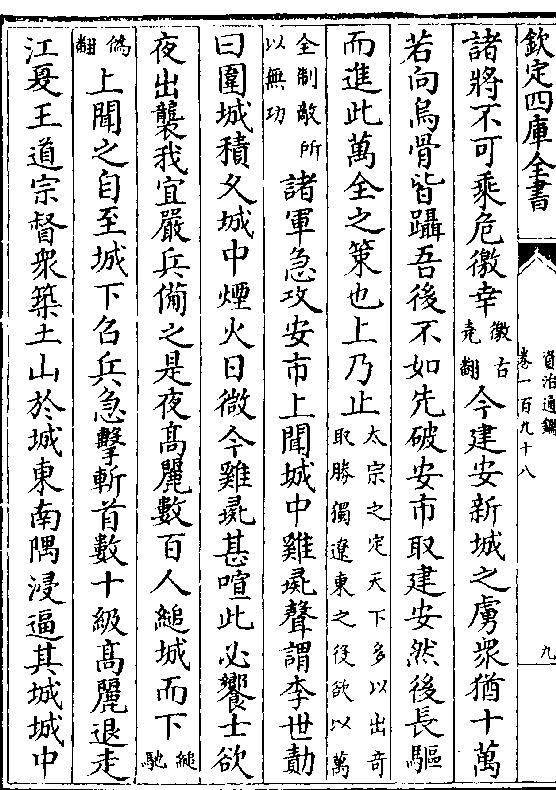 欽定四庫全書
資治通鑑
卷一百九十八
九
諸將不可乘危徼幸徼古堯翻今建安新城之虜衆猶十萬
若向烏骨皆躡吾後不如先破安市取建安然後長驅
而進此萬全之策也上乃止太宗之定天下多以出奇取勝獨遼東之役欲以萬
全制敵所以無功諸軍急攻安市上聞城中雞彘聲謂李世勣
曰圍城積久城中煙火日微今雞彘甚喧此必饗士欲
夜出襲我宜嚴兵備之是夜高麗數百人縋城而下縋馳
偽翻上聞之自至城下召兵急擊斬首數十級高麗退走
江夏王道宗督衆築土山於城東南隅浸逼其城城中